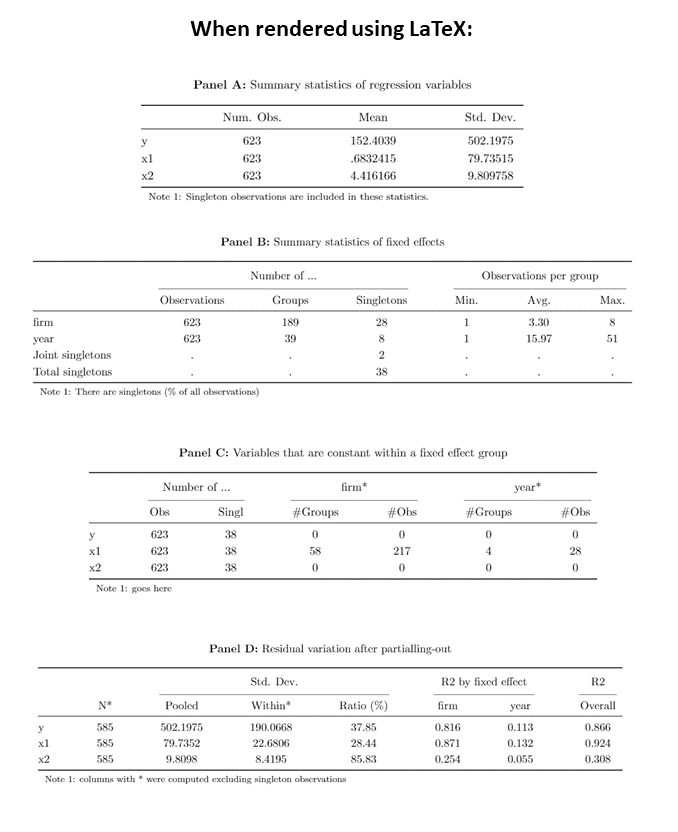 When rendered using LaTeX:
Panel A: Summary statistics of regression variables
Num. Obs. Mean Std. Dev.
y 623 152.4039 502.1975
x1 623 .6832415 79.73515
x2 623 4.416166 9.809758
Note 1: Singleton observations are included in these statistics.
Panel B: Summary statistics of fixed effects
Number of ... Observations per group
Observations Groups Singletons Min. Avg. Max.
firm 623 189 28 1 3.30 8
year 623 39 8 1 15.97 51
Joint singletons . . 2 . . .
Total singletons . . 38 . . .
Note 1: There are singletons (% of all observations)
Panel C: Variables that are constant within a fixed effect group
Number of ... firm* year*
Obs Singl #Groups #Obs #Groups #Obs
y 623 38 0 0 0 0
x1 623 38 58 217 4 28
x2 623 38 0 0 0 0
Note 1: goes here
Panel D: Residual variation after partialling-out
Std. Dev. R2 by fixed effect R2
N* Pooled Within* Ratio (%) firm year Overall
y 585 502.1975 190.0668 37.85 0.816 0.113 0.866
x1 585 79.7352 22.6806 28.44 0.871 0.132 0.924
x2 585 9.8098 8.4195 85.83 0.254 0.055 0.308
Note 1: columns with * were computed excluding singleton observations